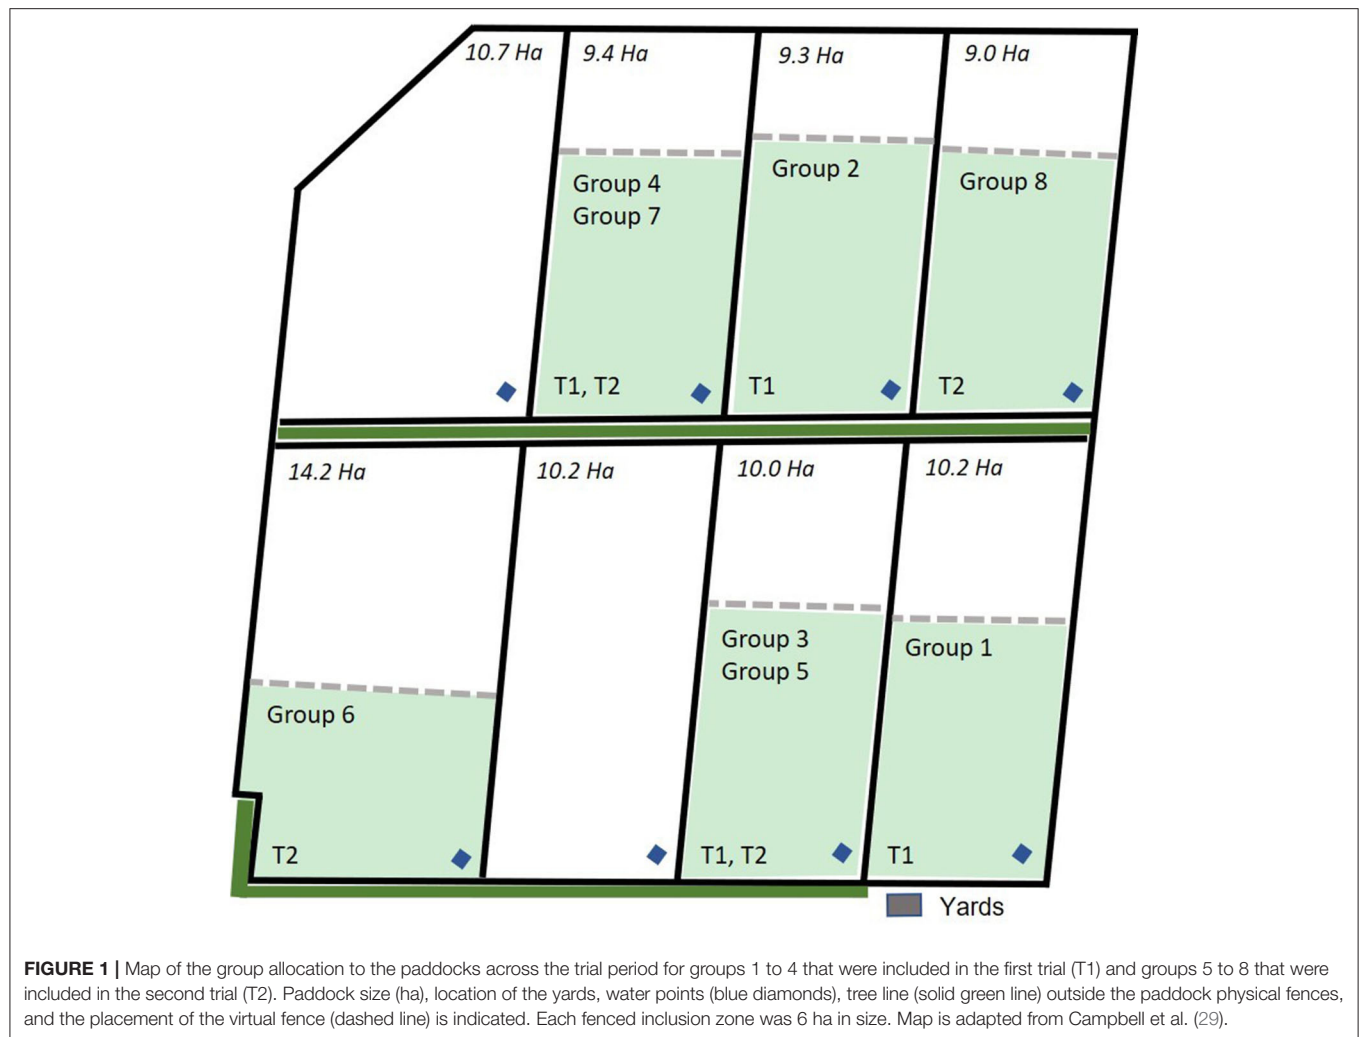 10.7 Ha
9.4 Ha
9.3 Ha
9.0 Ha
Group 4
Group 7
Group 2
Group 8
T1, T2
T1
T2
14.2 Ha
10.2 Ha
10.0 Ha
10.2 Ha
Group 3
Group 5
Group 1
Group 6
T2
T1, T2
T1
Yards
FIGURE 1 | Map of the group allocation to the paddocks across the trial period for groups 1 to 4 that were included in the first trial (T1) and groups 5 to 8 that were
included in the second trial (T2). Paddock size (ha), location of the yards, water points (blue diamonds), tree line (solid green line) outside the paddock physical fences,
and the placement of the virtual fence (dashed line) is indicated. Each fenced inclusion zone was 6 ha in size. Map is adapted from Campbell et al. (29).